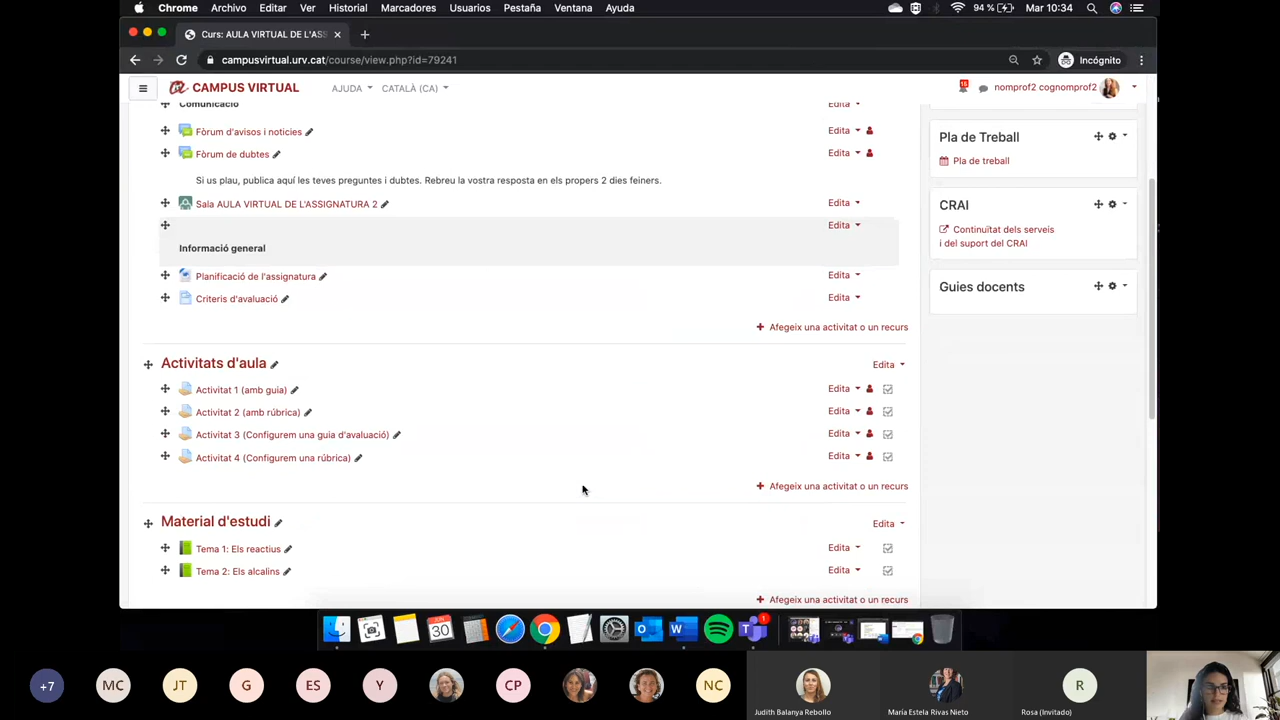 Chrome Archivo Editar Ver Historial Marcadores Usuarios Pestaña Ventana Ayuda 94 % Mar 10:34
Curs: AULA VIRTUAL DE L'ASS
campusvirtual.urv.cat/course/view.php?id=79241 Incógnito
CAMPUS VIRTUAL AJUDA CATALÀ (CA) 15 nomprof2 cognomprof2
Comunicació Edita
Fòrum d'avisos i notícies Edita
Fòrum de dubtes Edita
Si us plau, publica aquí les teves preguntes i dubtes. Rebreu la vostra resposta en els propers 2 dies feiners.
Sala AULA VIRTUAL DE L'ASSIGNATURA 2 Edita
Edita
Informació general
Planificació de l'assignatura Edita
Criteris d'avaluació Edita
Afegeix una activitat o un recurs
Activitats d'aula Edita
Activitat 1 (amb guia) Edita
Activitat 2 (amb rúbrica) Edita
Activitat 3 (Configurem una guia d'avaluació) Edita
Activitat 4 (Configurem una rúbrica) Edita
Afegeix una activitat o un recurs
Material d'estudi Edita
Tema 1: Els reactius Edita
Tema 2: Els alcalins Edita
Afegeix una activitat o un recurs
Pla de Treball
Pla de treball
CRAI
Continuïtat dels serveis
i del suport del CRAI
Guies docents
JUN
30
1
+7 MC JT G ES Y CP NC R
Judith Balanya Rebollo María Estela Rivas Nieto Rosa (Invitado)